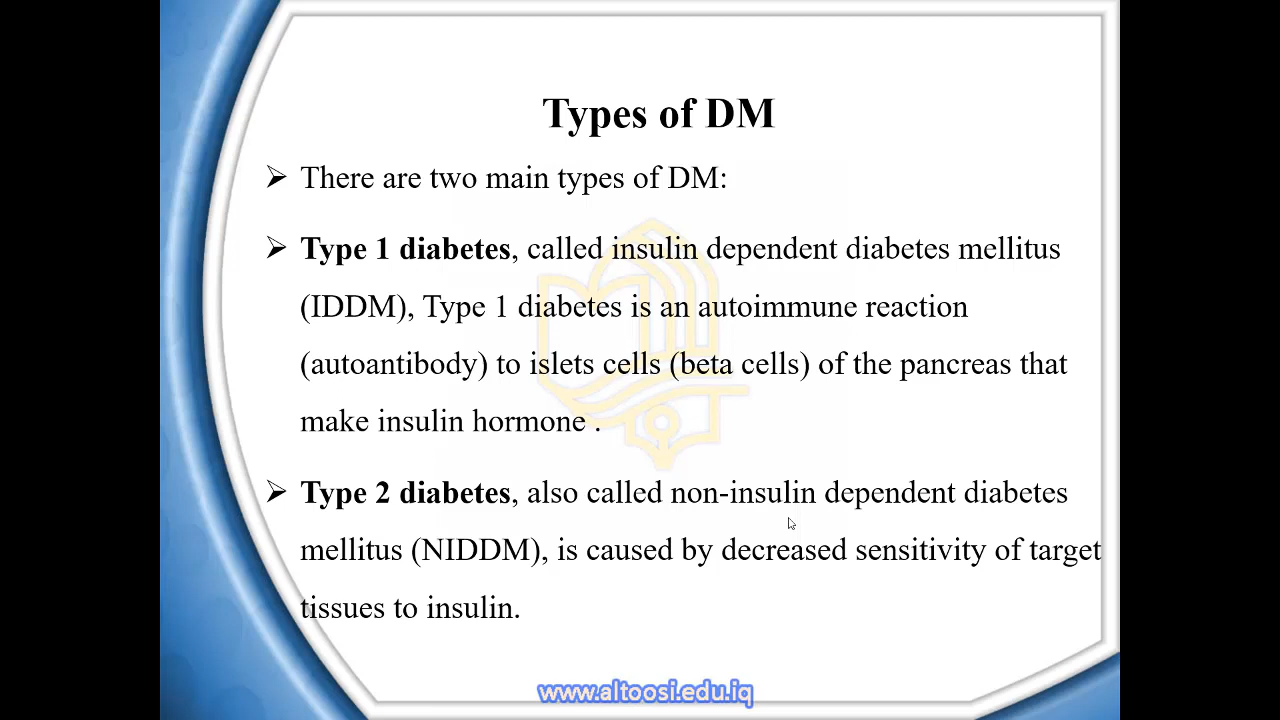 Types of DM
➢ There are two main types of DM:
➢ Type 1 diabetes, called insulin dependent diabetes mellitus
(IDDM), Type 1 diabetes is an autoimmune reaction
(autoantibody) to islets cells (beta cells) of the pancreas that
make insulin hormone .
➢ Type 2 diabetes, also called non-insulin dependent diabetes
mellitus (NIDDM), is caused by decreased sensitivity of target
tissues to insulin.
www.altoosi.edu.iq